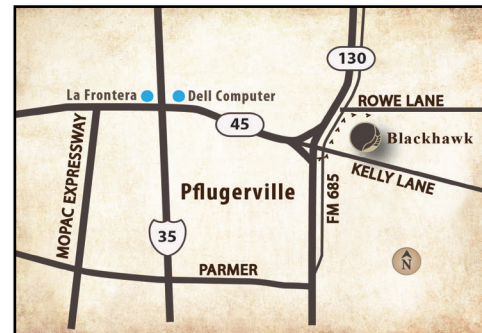 130
La Frontera
Dell Computer
ROWE LANE
45
Blackhawk
MOPAC EXPRESSWAY
Pflugerville
FM 685
KELLY LANE
35
PARMER
N